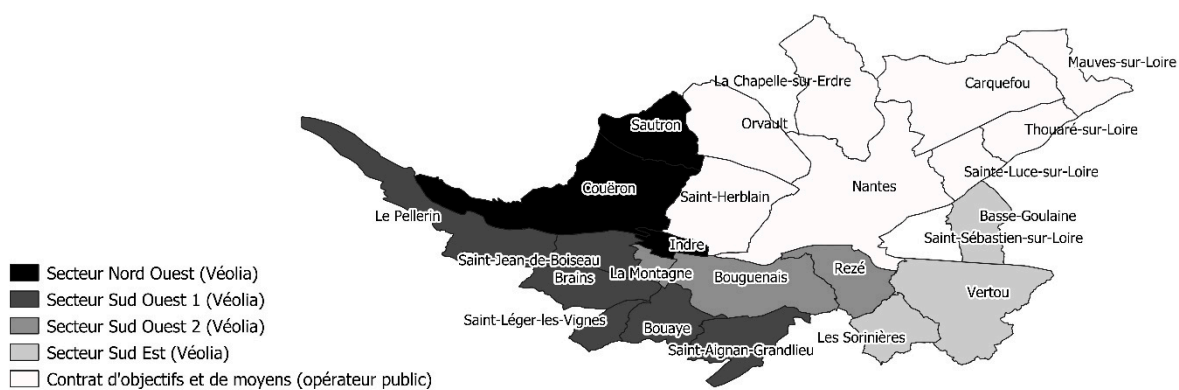 Mauves-sur-Loire
La Chapelle-sur-Erdre
Carquefou
Sautron
Orvault
Thouaré-sur-Loire
Sainte-Luce-sur-Loire
Couëron
Saint-Herblain
Nantes
Le Pellerin
Basse-Goulaine
Saint-Sébastien-sur-Loire
Indre
Saint-Jean-de-Boiseau
Brains
La Montagne
Bouguenais
Rezé
Vertou
Saint-Léger-les-Vignes
Bouaye
Les Sorinières
Saint-Aignan-Grandlieu
Secteur Nord Ouest (Véolia)
Secteur Sud Ouest 1 (Véolia)
Secteur Sud Ouest 2 (Véolia)
Secteur Sud Est (Véolia)
Contrat d'objectifs et de moyens (opérateur public)